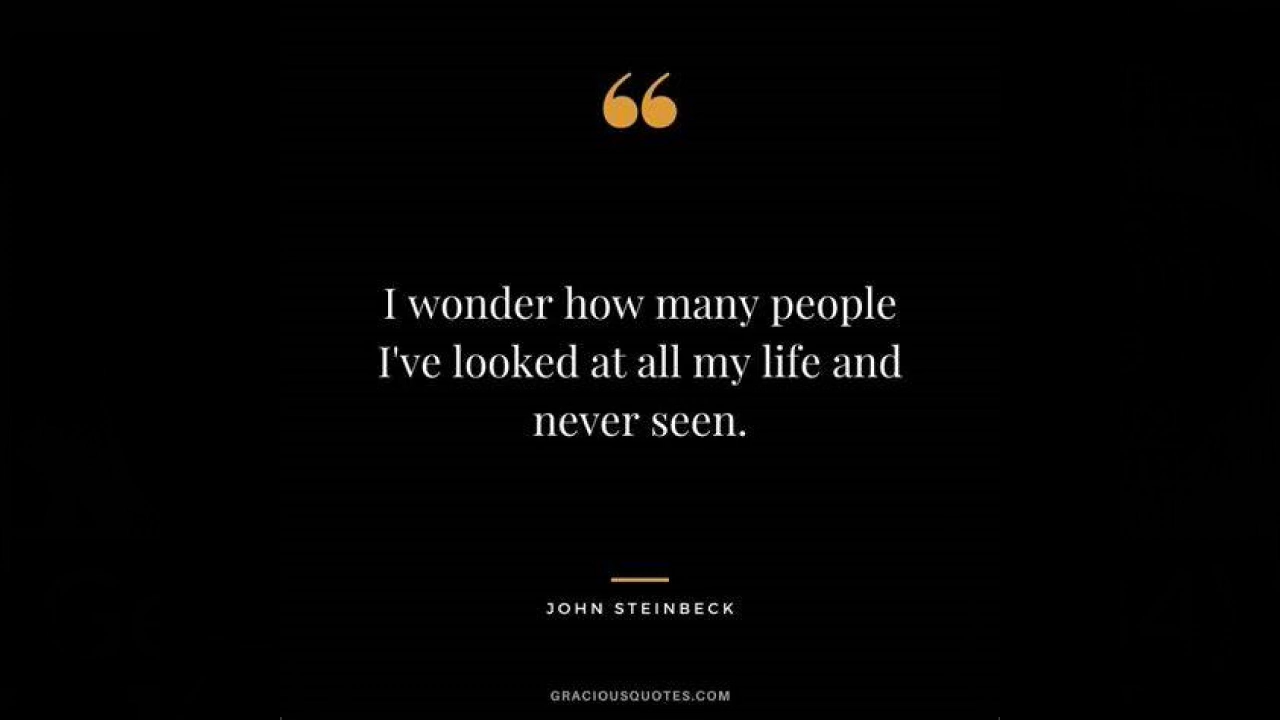 “
I wonder how many people
I've looked at all my life and
never seen.
JOHN STEINBECK
GRACIOUSQUOTES.COM